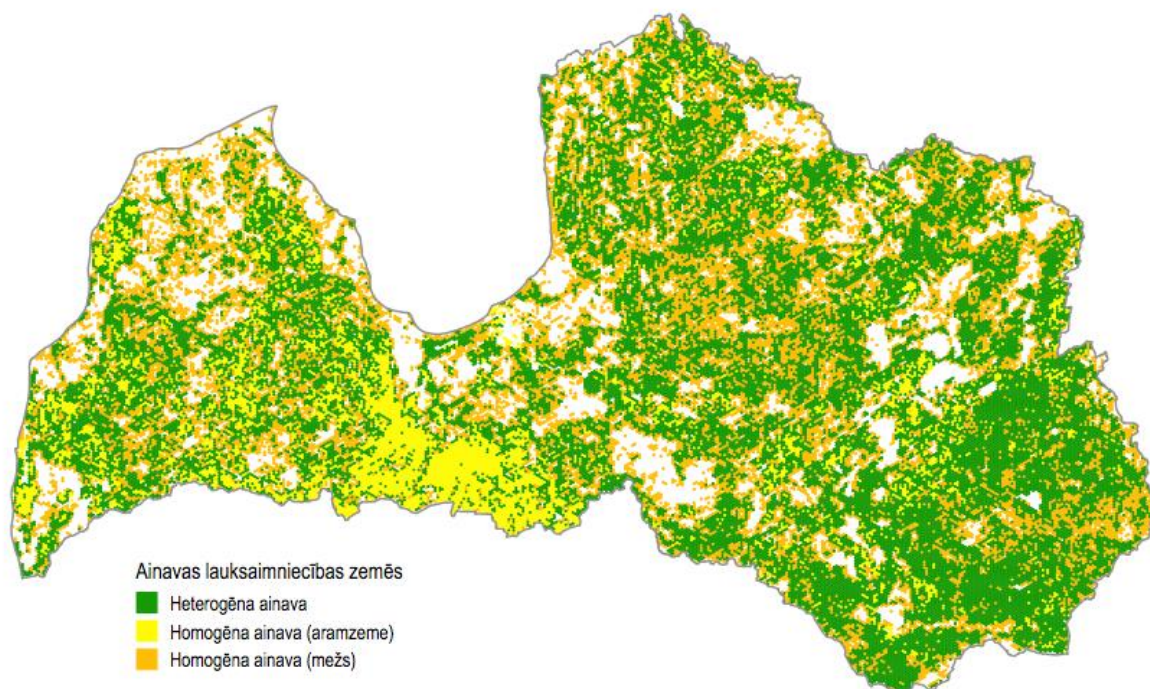 Ainavas lauksaimniecības zemēs
Heterogēna ainava
Homogēna ainava (aramzeme)
Homogēna ainava (mežs)